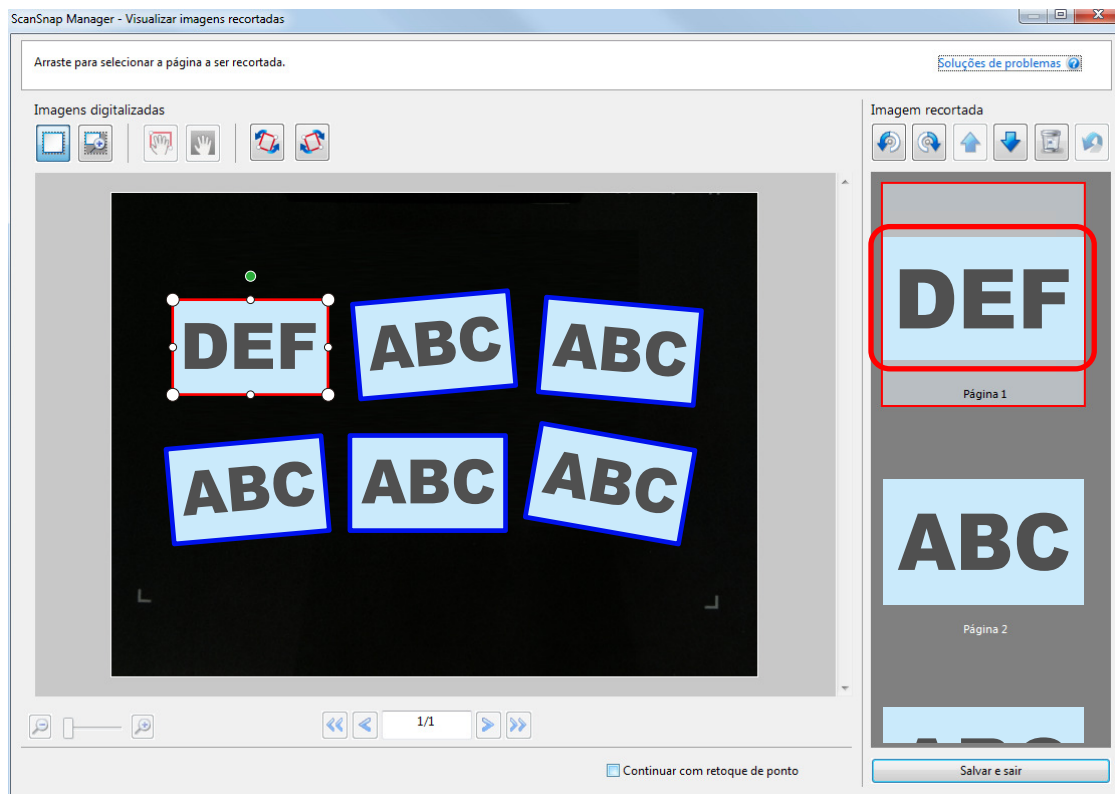 ScanSnap Manager - Visualizar imagens recortadas
Arraste para selecionar a página a ser recortada.
Soluções de problemas
Imagens digitalizadas
Imagem recortada
DEF ABC ABC
ABC ABC ABC
DEF
Página 1
ABC
Página 2
1/1
Continuar com retoque de ponto
Salvar e sair